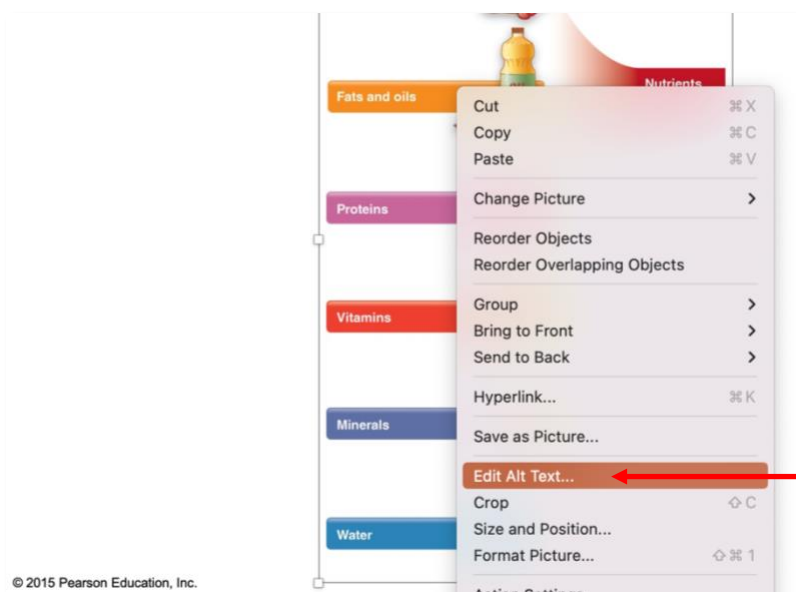 Nutrients
Fats and oils
Proteins
Vitamins
Minerals
Water
Cut ⌘ X
Copy ⌘ C
Paste ⌘ V
Change Picture >
Reorder Objects
Reorder Overlapping Objects
Group >
Bring to Front >
Send to Back >
Hyperlink... ⌘ K
Save as Picture...
Edit Alt Text...
Crop ⇧ C
Size and Position...
Format Picture... ⇧ ⌘ 1
Action Settings
© 2015 Pearson Education, Inc.